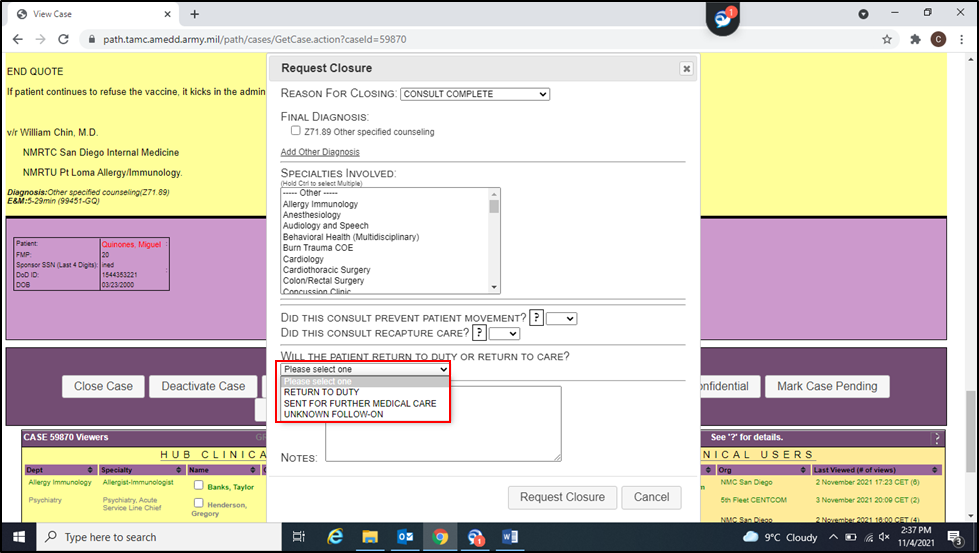 View Case
1
path.tamc.amedd.army.mil/path/cases/GetCase.action?caseId=59870
C
END QUOTE
If patient continues to refuse the vaccine, it kicks in the admin
v/r William Chin, M.D.
NMRTC San Diego Internal Medicine
NMRTU Pt Loma Allergy/Immunology.
Diagnosis:Other specified counseling(Z71.89)
E&M:5-29min (99451-GQ)
Patient: Quinones, Miguel
FMP: 20
Sponsor SSN (Last 4 Digits): ined
DoD ID: 1544353221
DOB 03/23/2000
Request Closure
REASON FOR CLOSING: CONSULT COMPLETE
FINAL DIAGNOSIS:
Z71.89 Other specified counseling
Add Other Diagnosis
SPECIALTIES INVOLVED:
(Hold Ctrl to select Multiple)
----- Other -----
Allergy Immunology
Anesthesiology
Audiology and Speech
Behavioral Health (Multidisciplinary)
Burn Trauma COE
Cardiology
Cardiothoracic Surgery
Colon/Rectal Surgery
Concussion Clinic
DID THIS CONSULT PREVENT PATIENT MOVEMENT? ?
DID THIS CONSULT RECAPTURE CARE? ?
WILL THE PATIENT RETURN TO DUTY OR RETURN TO CARE?
Please select one
Please select one
RETURN TO DUTY
SENT FOR FURTHER MEDICAL CARE
UNKNOWN FOLLOW-ON
NOTES:
Request Closure Cancel
Close Case Deactivate Case nfidential Mark Case Pending
CASE 59870 Viewers GR See '?' for details. ?
HUB CLINICA NICAL USERS
Dept Specialty Name Org Last Viewed (# of views)
Allergy Immunology Allergist-Immunologist Banks, Taylor NMC San Diego 2 November 2021 17:23 CET (6)
Psychiatry Psychiatry, Acute Service Line Chief Henderson, Gregory 5th Fleet CENTCOM 3 November 2021 20:09 CET (2)
NMC San Diego 2 November 2021 16:00 CET (2)
Type here to search
1
9°C Cloudy
2:37 PM
11/4/2021
3